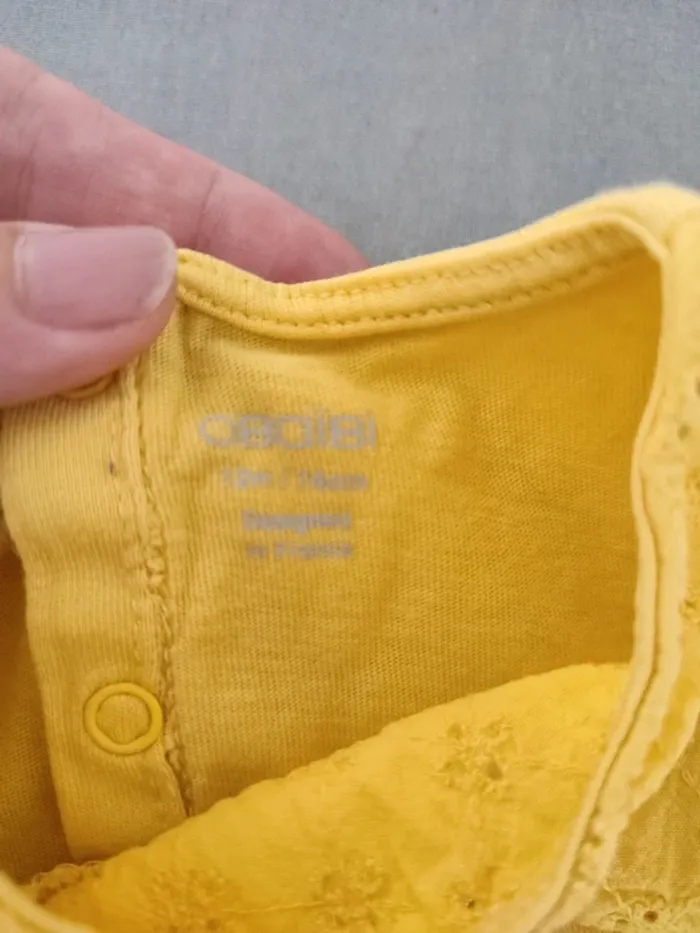 OBAIBI
12m / 74cm
Designed
in France